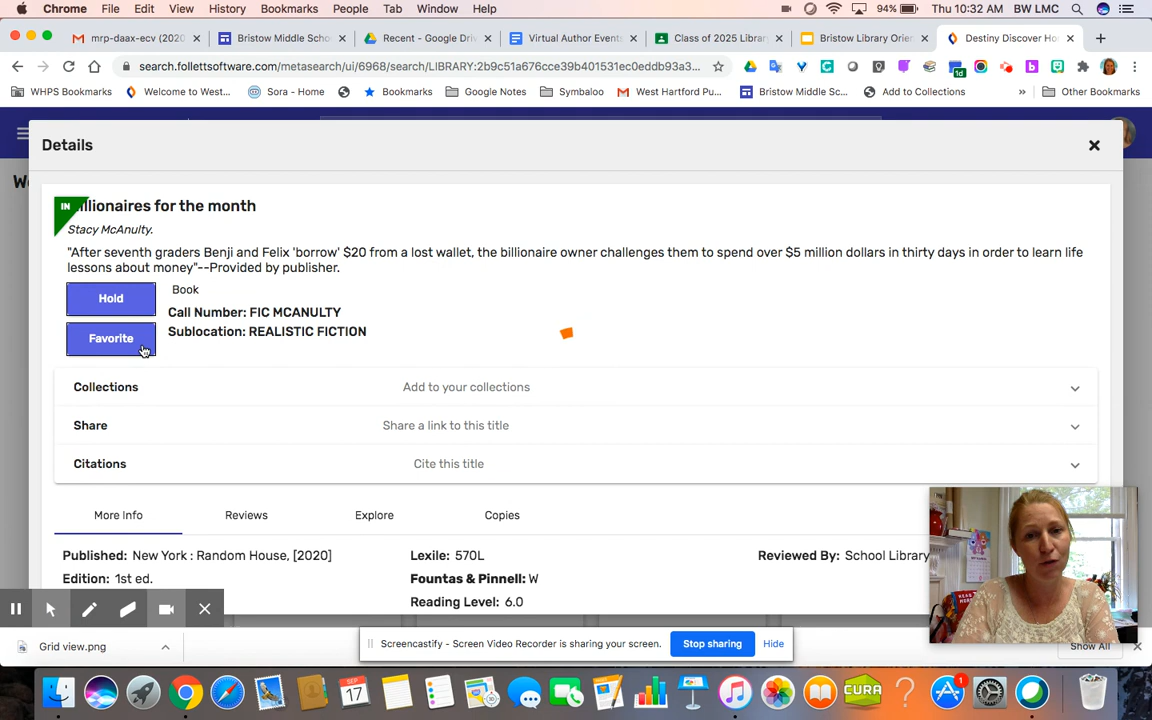 Chrome File Edit View History Bookmarks People Tab Window Help 94% Thu 10:32 AM BW LMC
mrp-daax-ecv (2020 Bristow Middle Scho Recent - Google Driv Virtual Author Event Class of 2025 Librar Bristow Library Orie Destiny Discover Ho
search.follettsoftware.com/metasearch/ui/6968/search/LIBRARY:2b9c51a676cce39b401531ec0eddb93a3...
1d
WHPS Bookmarks Welcome to West... Sora - Home Bookmarks Google Notes Symbaloo West Hartford Pu... Bristow Middle Sc... Add to Collections » Other Bookmarks
Details
IN
llionaires for the month
Stacy McAnulty.
"After seventh graders Benji and Felix 'borrow' $20 from a lost wallet, the billionaire owner challenges them to spend over $5 million dollars in thirty days in order to learn life
lessons about money"--Provided by publisher.
Hold
Book
Call Number: FIC MCANULTY
Favorite
Sublocation: REALISTIC FICTION
Collections Add to your collections
Share Share a link to this title
Citations Cite this title
More Info Reviews Explore Copies
Published: New York : Random House, [2020] Lexile: 570L Reviewed By: School Library
Edition: 1st ed. Fountas & Pinnell: W
Reading Level: 6.0
Grid view.png
Screencastify - Screen Video Recorder is sharing your screen. Stop sharing Hide
Show All
SEP
17
CURA
1